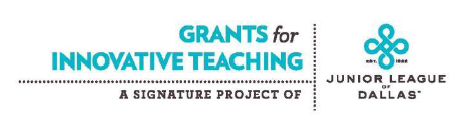 GRANTS for
INNOVATIVE TEACHING
A SIGNATURE PROJECT OF
JUNIOR LEAGUE
OF
DALLAS